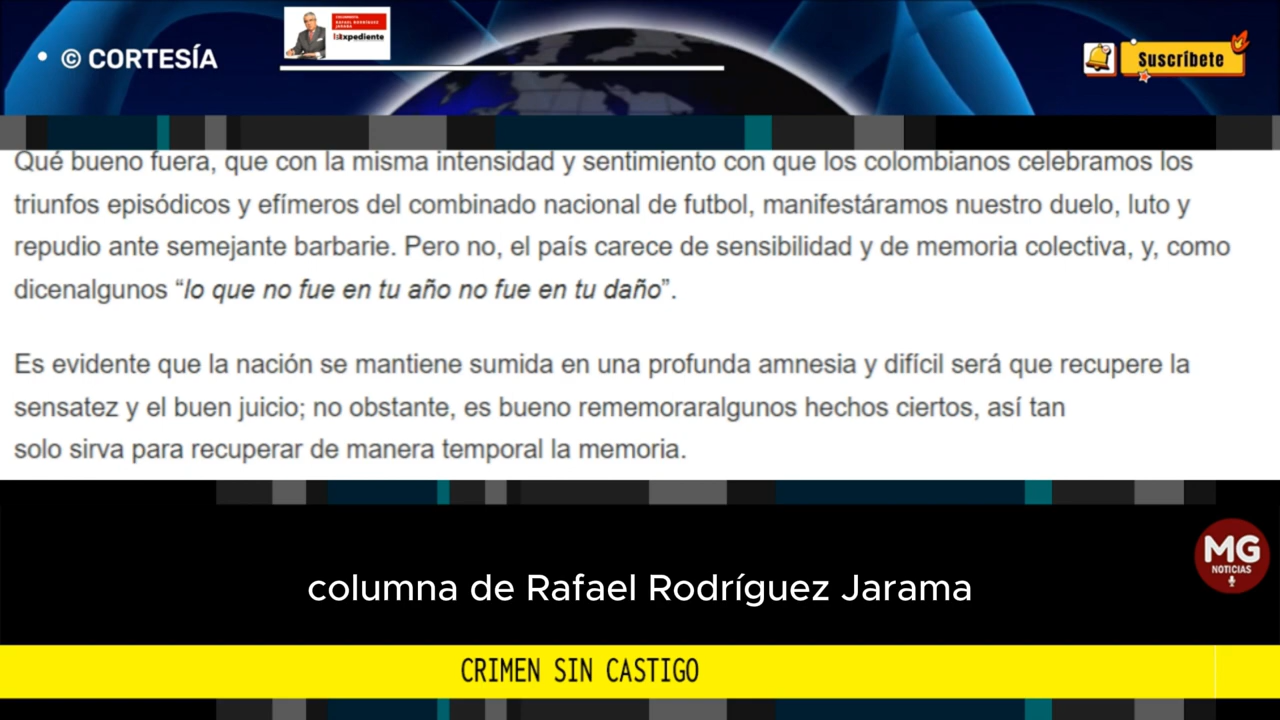 • © CORTESÍA
RAFAEL RODRÍGUEZ
JARAMA
Expediente
Suscríbete
Qué bueno fuera, que con la misma intensidad y sentimiento con que los colombianos celebramos los
triunfos episódicos y efímeros del combinado nacional de futbol, manifestáramos nuestro duelo, luto y
repudio ante semejante barbarie. Pero no, el país carece de sensibilidad y de memoria colectiva, y, como
dicenalgunos “lo que no fue en tu año no fue en tu daño”.
Es evidente que la nación se mantiene sumida en una profunda amnesia y difícil será que recupere la
sensatez y el buen juicio; no obstante, es bueno rememoraralgunos hechos ciertos, así tan
solo sirva para recuperar de manera temporal la memoria.
MG
NOTICIAS
columna de Rafael Rodríguez Jarama
CRIMEN SIN CASTIGO